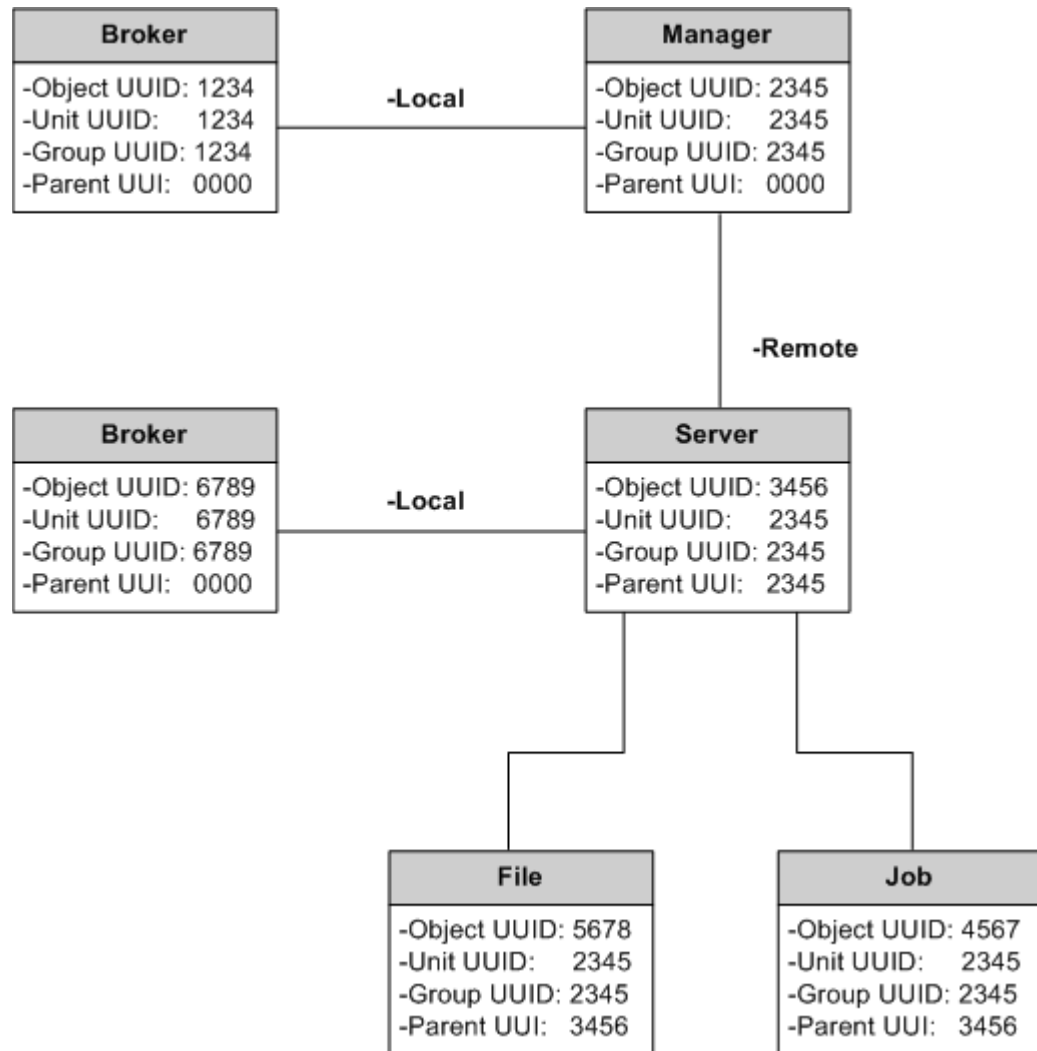 Broker
-Object UUID: 1234
-Unit UUID: 1234
-Group UUID: 1234
-Parent UUI: 0000
-Local
Manager
-Object UUID: 2345
-Unit UUID: 2345
-Group UUID: 2345
-Parent UUI: 0000
-Remote
Broker
-Object UUID: 6789
-Unit UUID: 6789
-Group UUID: 6789
-Parent UUI: 0000
-Local
Server
-Object UUID: 3456
-Unit UUID: 2345
-Group UUID: 2345
-Parent UUI: 2345
File
-Object UUID: 5678
-Unit UUID: 2345
-Group UUID: 2345
-Parent UUI: 3456
Job
-Object UUID: 4567
-Unit UUID: 2345
-Group UUID: 2345
-Parent UUI: 3456